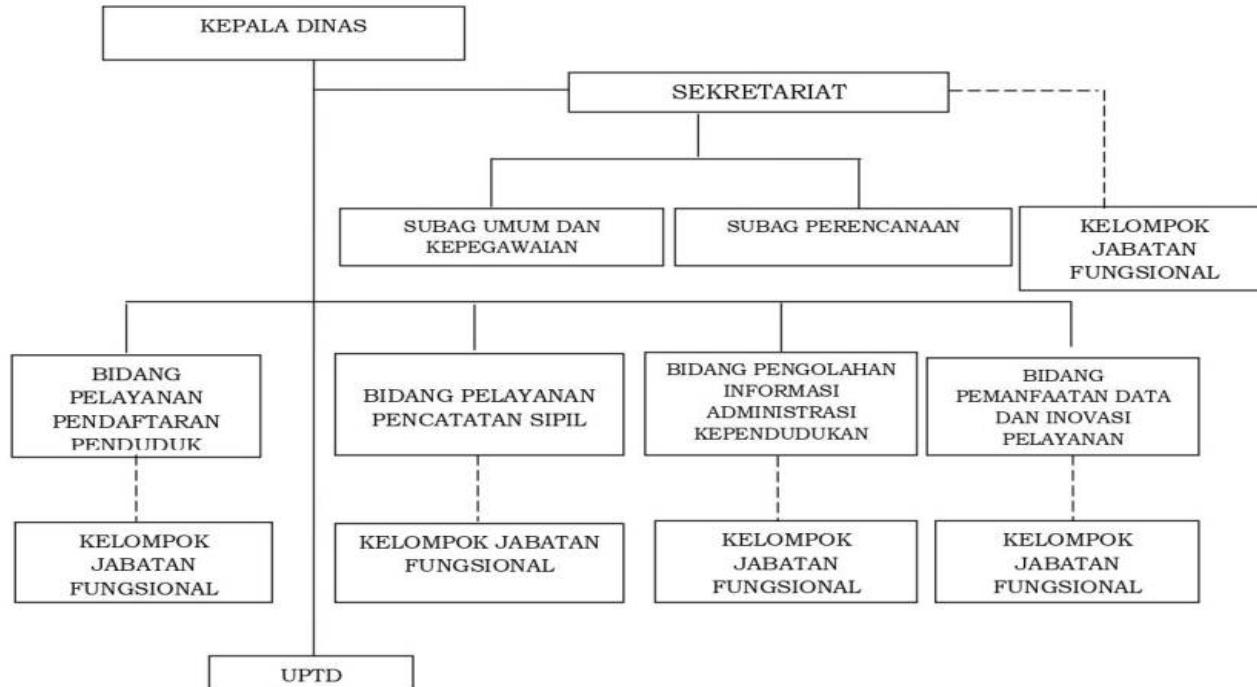 KEPALA DINAS
SEKRETARIAT
SUBAG UMUM DAN
KEPEGAWAIAN
SUBAG PERENCANAAN
KELOMPOK
JABATAN
FUNGSIONAL
BIDANG
PELAYANAN
PENDAFTARAN
PENDUDUK
BIDANG PELAYANAN
PENCATATAN SIPIL
BIDANG PENGOLAHAN
INFORMASI
ADMINISTRASI
KEPENDUDUKAN
BIDANG
PEMANFAATAN DATA
DAN INOVASI
PELAYANAN
KELOMPOK
JABATAN
FUNGSIONAL
KELOMPOK JABATAN
FUNGSIONAL
KELOMPOK
JABATAN
FUNGSIONAL
KELOMPOK
JABATAN
FUNGSIONAL
UPTD